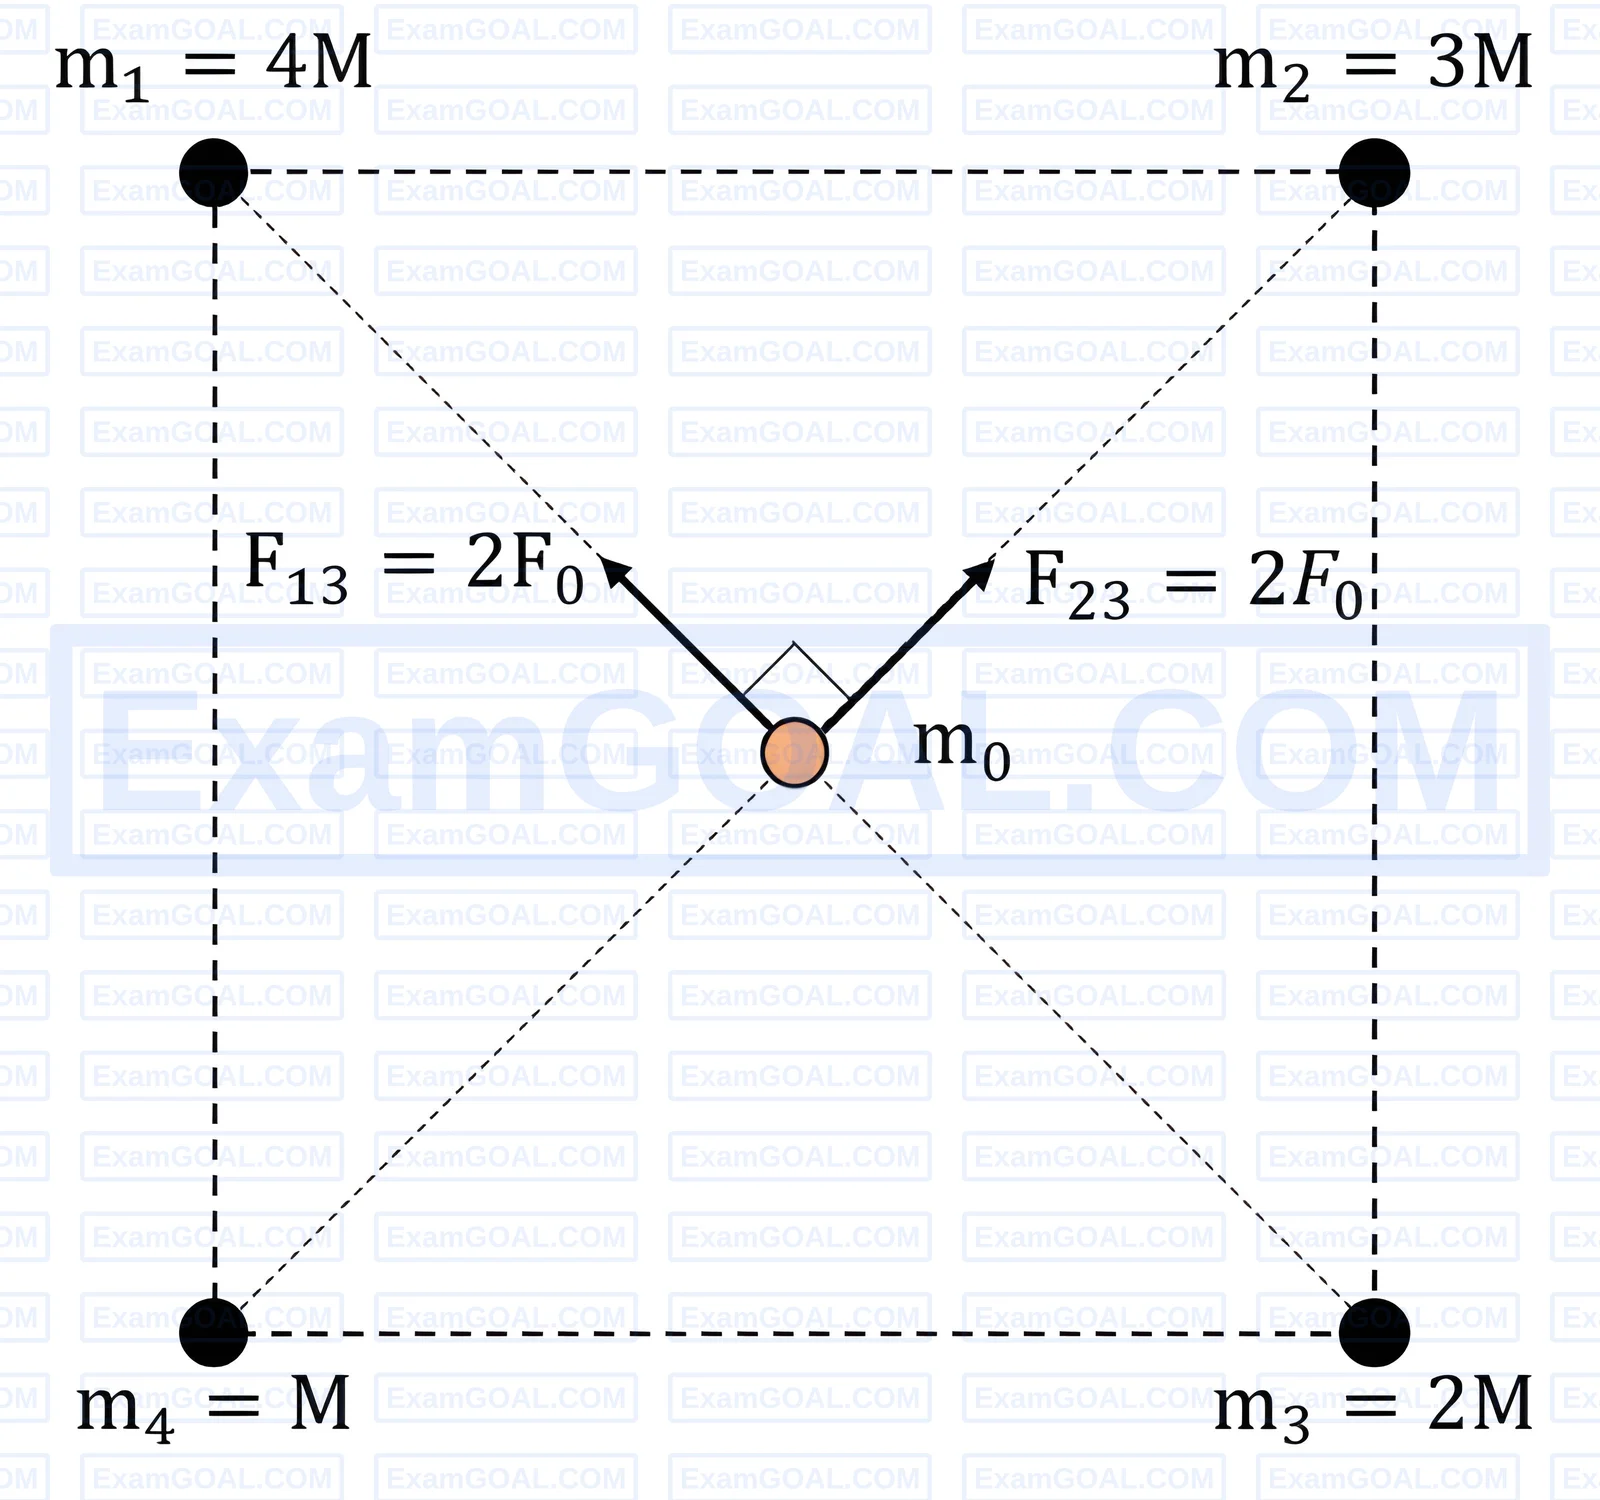 m₁ = 4M
m₂ = 3M
F₁₃ = 2F₀
F₂₃ = 2F₀
ExamGOAL.COM
m₀
m₄ = M
m₃ = 2M